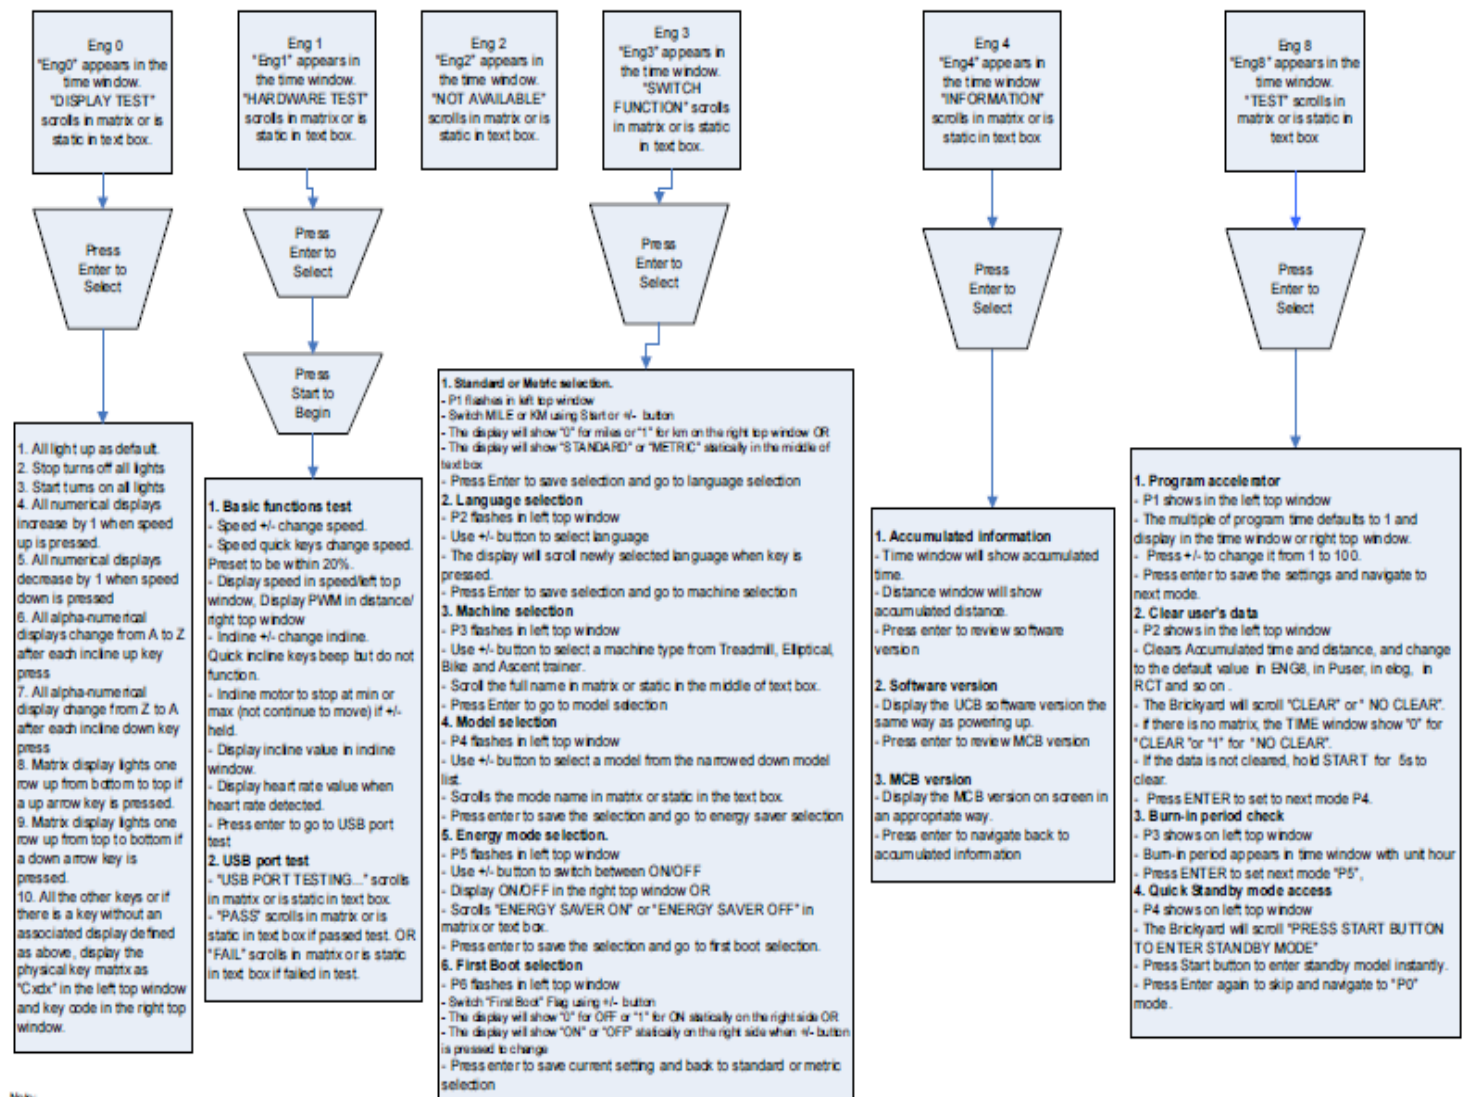 Eng 0
"Eng0" appears in the
time window.
"DISPLAY TEST"
scrolls in matrix or is
static in text box.
Press
Enter to
Select
1. All light up as default.
2. Stop turns off all lights
3. Start turns on all lights
4. All numerical displays
increase by 1 when speed
up is pressed.
5. All numerical displays
decrease by 1 when speed
down is pressed
6. All alpha-numerical
displays change from A to Z
after each incline up key
press
7. All alpha-numerical
display change from Z to A
after each incline down key
press
8. Matrix display lights one
row up from bottom to top if
a up arrow key is pressed.
9. Matrix display lights one
row up from top to bottom if
a down arrow key is
pressed.
10. All the other keys or if
there is a key without an
associated display defined
as above, display the
physical key matrix as
"Cxdx" in the left top window
and key code in the right top
window.
Eng 1
"Eng1" appears in
the time window.
"HARDWARE TEST"
scrolls in matrix or is
static in text box.
Press
Enter to
Select
Press
Start to
Begin
1. Basic functions test
- Speed +/- change speed.
- Speed quick keys change speed.
Preset to be within 20%.
- Display speed in speed/left top
window, Display PWM in distance/
right top window
- Incline +/- change incline.
Quick incline keys beep but do not
function.
- Incline motor to stop at min or
max (not continue to move) if +/-
held.
- Display incline value in incline
window.
- Display heart rate value when
heart rate detected.
- Press enter to go to USB port
test
2. USB port test
- "USB PORT TESTING..." scrolls
in matrix or is static in text box.
- "PASS" scrolls in matrix or is
static in text box if passed test. OR
"FAIL" scrolls in matrix or is static
in text box if failed in test.
Eng 2
"Eng2" appears in
the time window.
"NOT AVAILABLE"
scrolls in matrix or is
static in text box.
Eng 3
"Eng3" appears in
the time window.
"SWITCH
FUNCTION" scrolls
in matrix or is static
in text box.
Press
Enter to
Select
1. Standard or Metric selection.
- P1 flashes in left top window
- Switch MILE or KM using Start or +/- button
- The display will show "0" for miles or "1" for km on the right top window OR
- The display will show "STANDARD" or "METRIC" statically in the middle of
text box
- Press Enter to save selection and go to language selection
2. Language selection
- P2 flashes in left top window
- Use +/- button to select language
- The display will scroll newly selected language when key is
pressed.
- Press Enter to save selection and go to machine selection
3. Machine selection
- P3 flashes in left top window
- Use +/- button to select a machine type from Treadmill, Elliptical,
Bike and Ascent trainer.
- Scroll the full name in matrix or static in the middle of text box.
- Press Enter to go to model selection
4. Model selection
- P4 flashes in left top window
- Use +/- button to select a model from the narrowed down model
list.
- Scrolls the mode name in matrix or static in the text box.
- Press enter to save the selection and go to energy saver selection
5. Energy mode selection.
- P5 flashes in left top window
- Use +/- button to switch between ON/OFF
- Display ON/OFF in the right top window OR
- Scrolls "ENERGY SAVER ON" or "ENERGY SAVER OFF" in
matrix or text box.
- Press enter to save the selection and go to first boot selection.
6. First Boot selection
- P6 flashes in left top window
- Switch "First Boot" Flag using +/- button
- The display will show "0" for OFF or "1" for ON statically on the right side OR
- The display will show "ON" or "OFF" statically on the right side when +/- button
is pressed to change
- Press enter to save current setting and back to standard or metric
selection
Eng 4
"Eng4" appears in
the time window
"INFORMATION"
scrolls in matrix or is
static in text box
Press
Enter to
Select
1. Accumulated information
- Time window will show accumulated
time.
- Distance window will show
accumulated distance.
- Press enter to review software
version
2. Software version
- Display the UCB software version the
same way as powering up.
- Press enter to review MCB version
3. MCB version
- Display the MCB version on screen in
an appropriate way.
- Press enter to navigate back to
accumulated information
Eng 8
"Eng8" appears in the
time window.
"TEST" scrolls in
matrix or is static in
text box
Press
Enter to
Select
1. Program accelerator
- P1 shows in the left top window
- The multiple of program time defaults to 1 and
display in the time window or right top window.
- Press +/- to change it from 1 to 100.
- Press enter to save the settings and navigate to
next mode.
2. Clear user's data
- P2 shows in the left top window
- Clears Accumulated time and distance, and change
to the default value in ENG8, in Puser, in elog, in
RCT and so on .
- The Brickyard will scroll "CLEAR" or " NO CLEAR".
- if there is no matrix, the TIME window show "0" for
"CLEAR "or "1" for " NO CLEAR".
- If the data is not cleared, hold START for 5s to
clear.
- Press ENTER to set to next mode P4.
3. Burn-in period check
- P3 shows on left top window
- Burn-in period appears in time window with unit hour
- Press ENTER to set next mode "P5",
4. Quick Standby mode access
- P4 shows on left top window
- The Brickyard will scroll "PRESS START BUTTON
TO ENTER STANDBY MODE"
- Press Start button to enter standby model instantly.
- Press Enter again to skip and navigate to "P0"
mode.